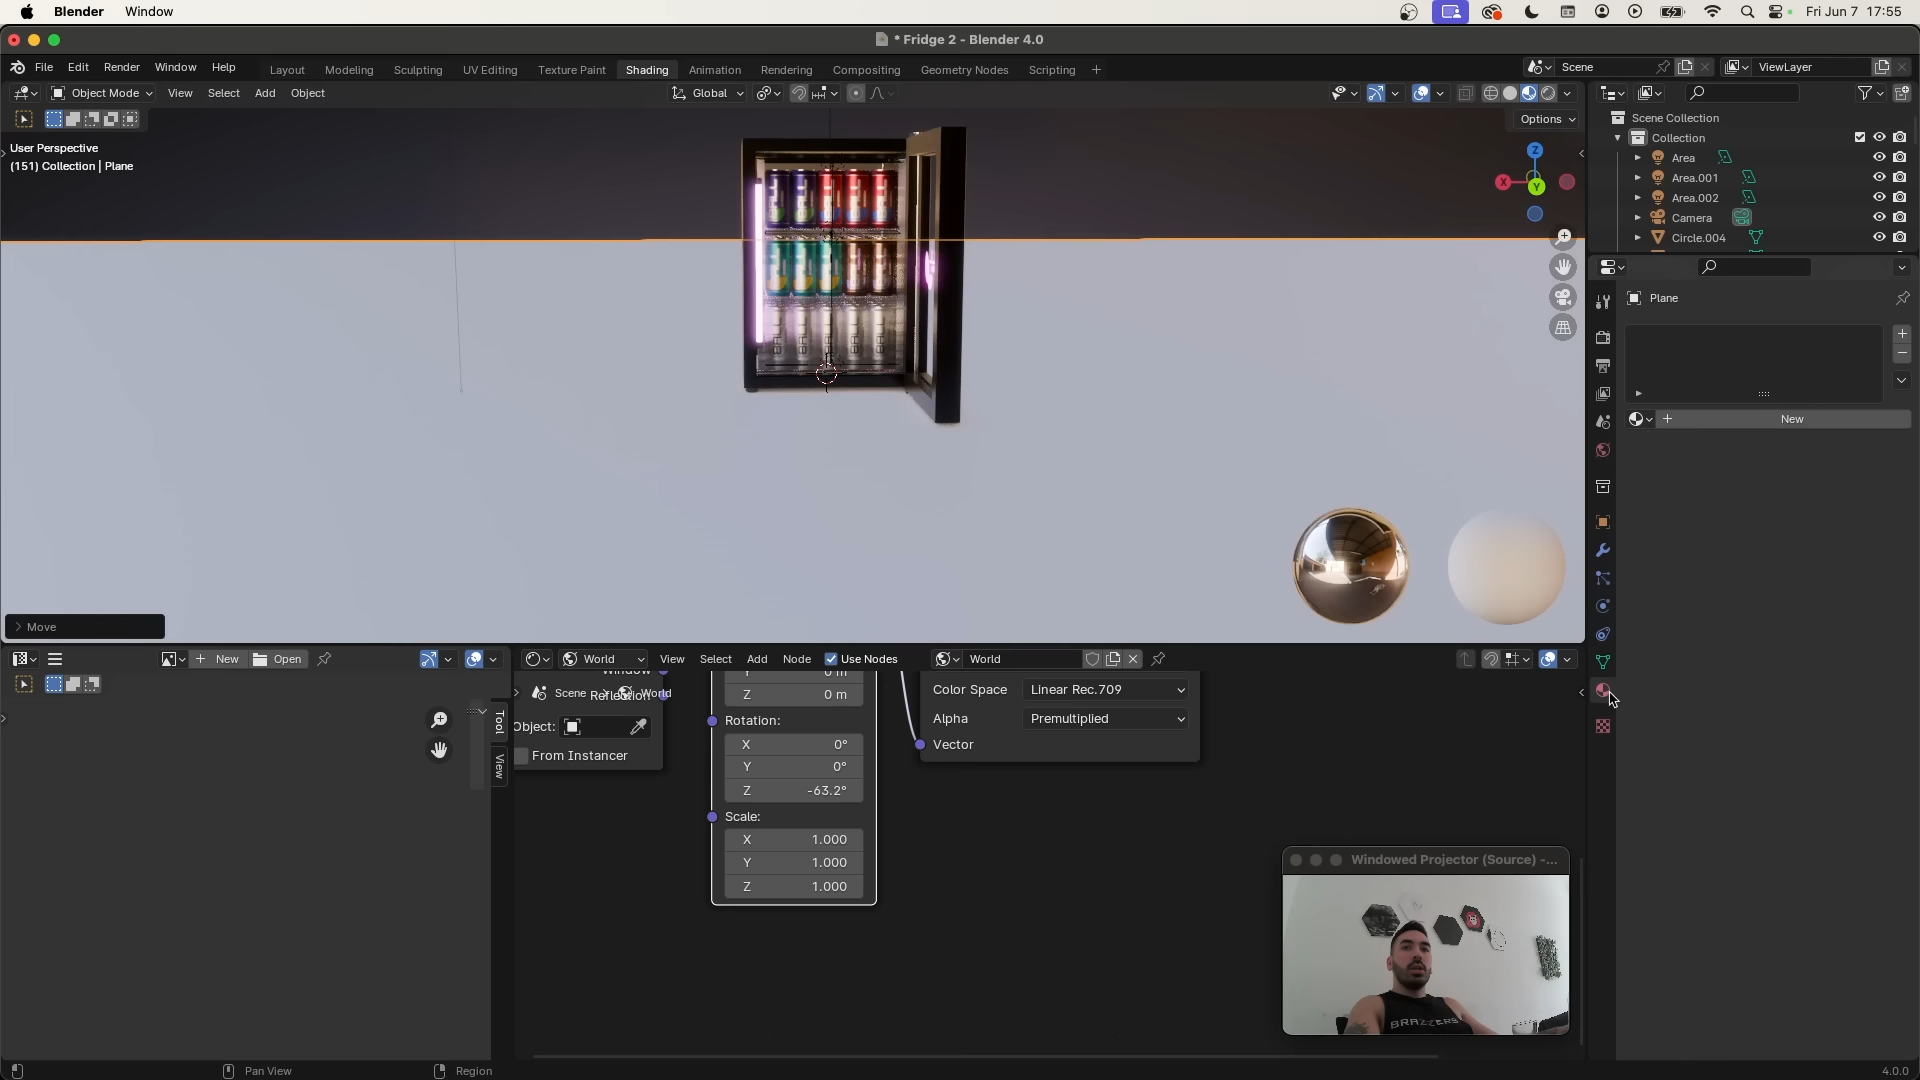 Blender Window
Fri Jun 7 17:55
* Fridge 2 - Blender 4.0
File Edit Render Window Help
Layout Modeling Sculpting UV Editing Texture Paint Shading Animation Rendering Compositing Geometry Nodes Scripting +
Scene
ViewLayer
Object Mode View Select Add Object
Global
Options
User Perspective
(151) Collection | Plane
Z
X
Y
Scene Collection
Collection
Area
Area.001
Area.002
Camera
Circle.004
Plane
New
Move
New Open
World View Select Add Node Use Nodes
World
Scene
World
Object:
From Instancer
Tool
View
Z 0 m
Rotation:
X 0°
Y 0°
Z -63.2°
Scale:
X 1.000
Y 1.000
Z 1.000
Color Space Linear Rec.709
Alpha Premultiplied
Vector
Windowed Projector (Source) -...
BRAZZERS
Pan View
Region
4.0.0